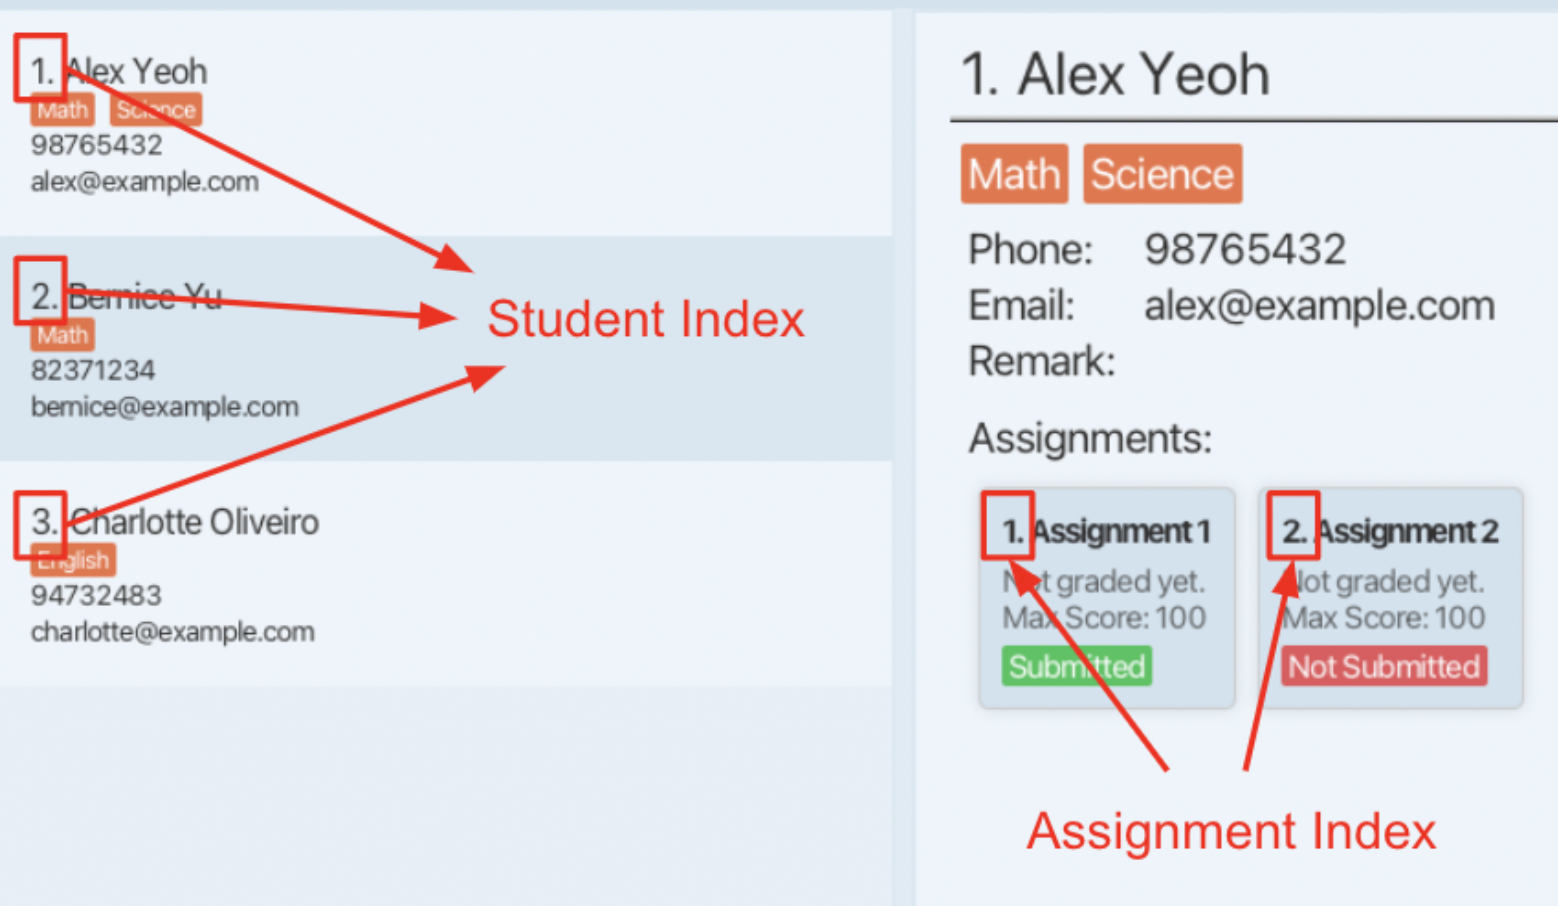 1. Alex Yeoh
Math Science
98765432
alex@example.com
2. Bernice Yu
Math
82371234
bernice@example.com
3. Charlotte Oliveiro
English
94732483
charlotte@example.com
Student Index
1. Alex Yeoh
Math Science
Phone: 98765432
Email: alex@example.com
Remark:
Assignments:
1. Assignment 1
Not graded yet.
Max Score: 100
Submitted
2. Assignment 2
Not graded yet.
Max Score: 100
Not Submitted
Assignment Index